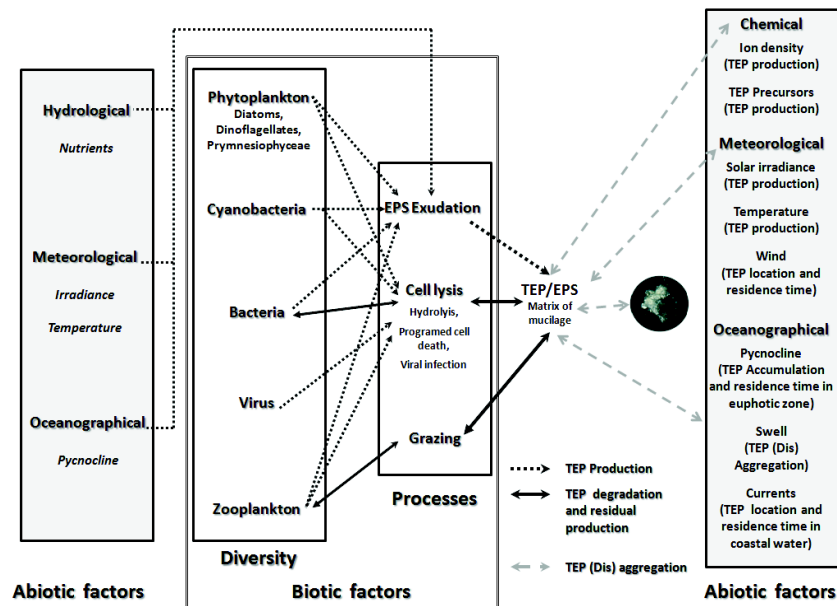 Hydrological
Nutrients
Meteorological
Irradiance
Temperature
Oceanographical
Pycnocline
Abiotic factors
Phytoplankton
Diatoms,
Dinoflagellates,
Prymnesiophyceae
Cyanobacteria
Bacteria
Virus
Zooplankton
Diversity
EPS Exudation
Cell lysis
Hydrolyis,
Programed cell
death,
Viral infection
Grazing
Processes
Biotic factors
TEP/EPS
Matrix of
mucilage
TEP Production
TEP degradation
and residual
production
TEP (Dis) aggregation
Chemical
Ion density
(TEP production)
TEP Precursors
(TEP production)
Meteorological
Solar irradiance
(TEP production)
Temperature
(TEP production)
Wind
(TEP location and
residence time)
Oceanographical
Pycnocline
(TEP Accumulation
and residence time in
euphotic zone)
Swell
(TEP (Dis)
Aggregation)
Currents
(TEP location and
residence time in
coastal water)
Abiotic factors